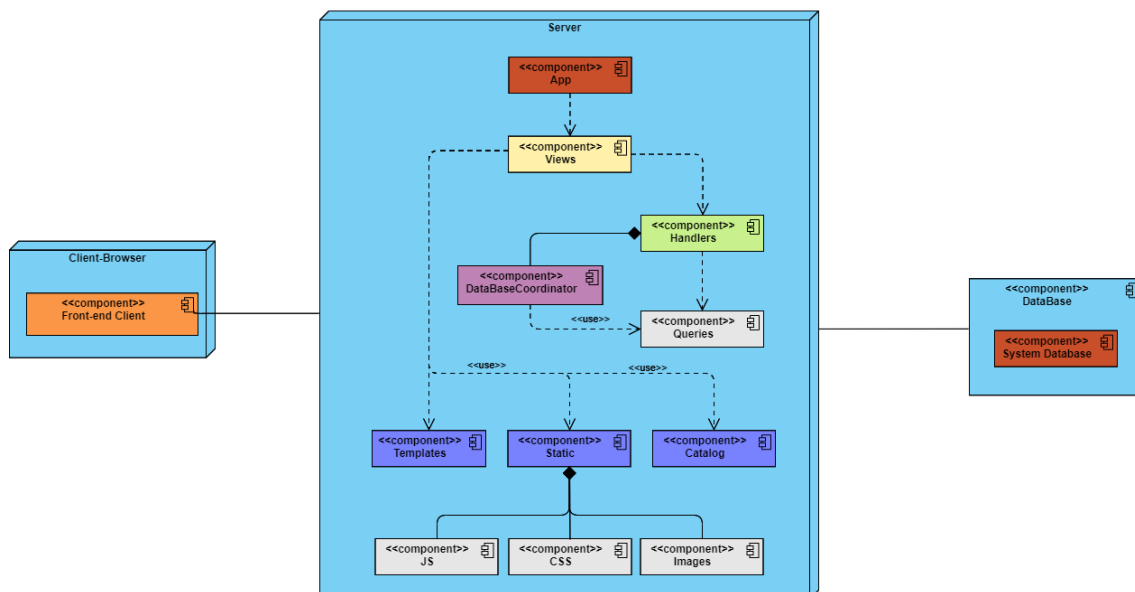 Server
<<component>>
App
<<component>>
Views
<<component>>
Handlers
Client-Browser
<<component>>
Front-end Client
<<component>>
DataBaseCoordinator
<<component>>
DataBase
<<use>>
<<component>>
Queries
<<component>>
System Database
<<use>>
<<use>>
<<component>>
Templates
<<component>>
Static
<<component>>
Catalog
<<component>>
JS
<<component>>
CSS
<<component>>
Images